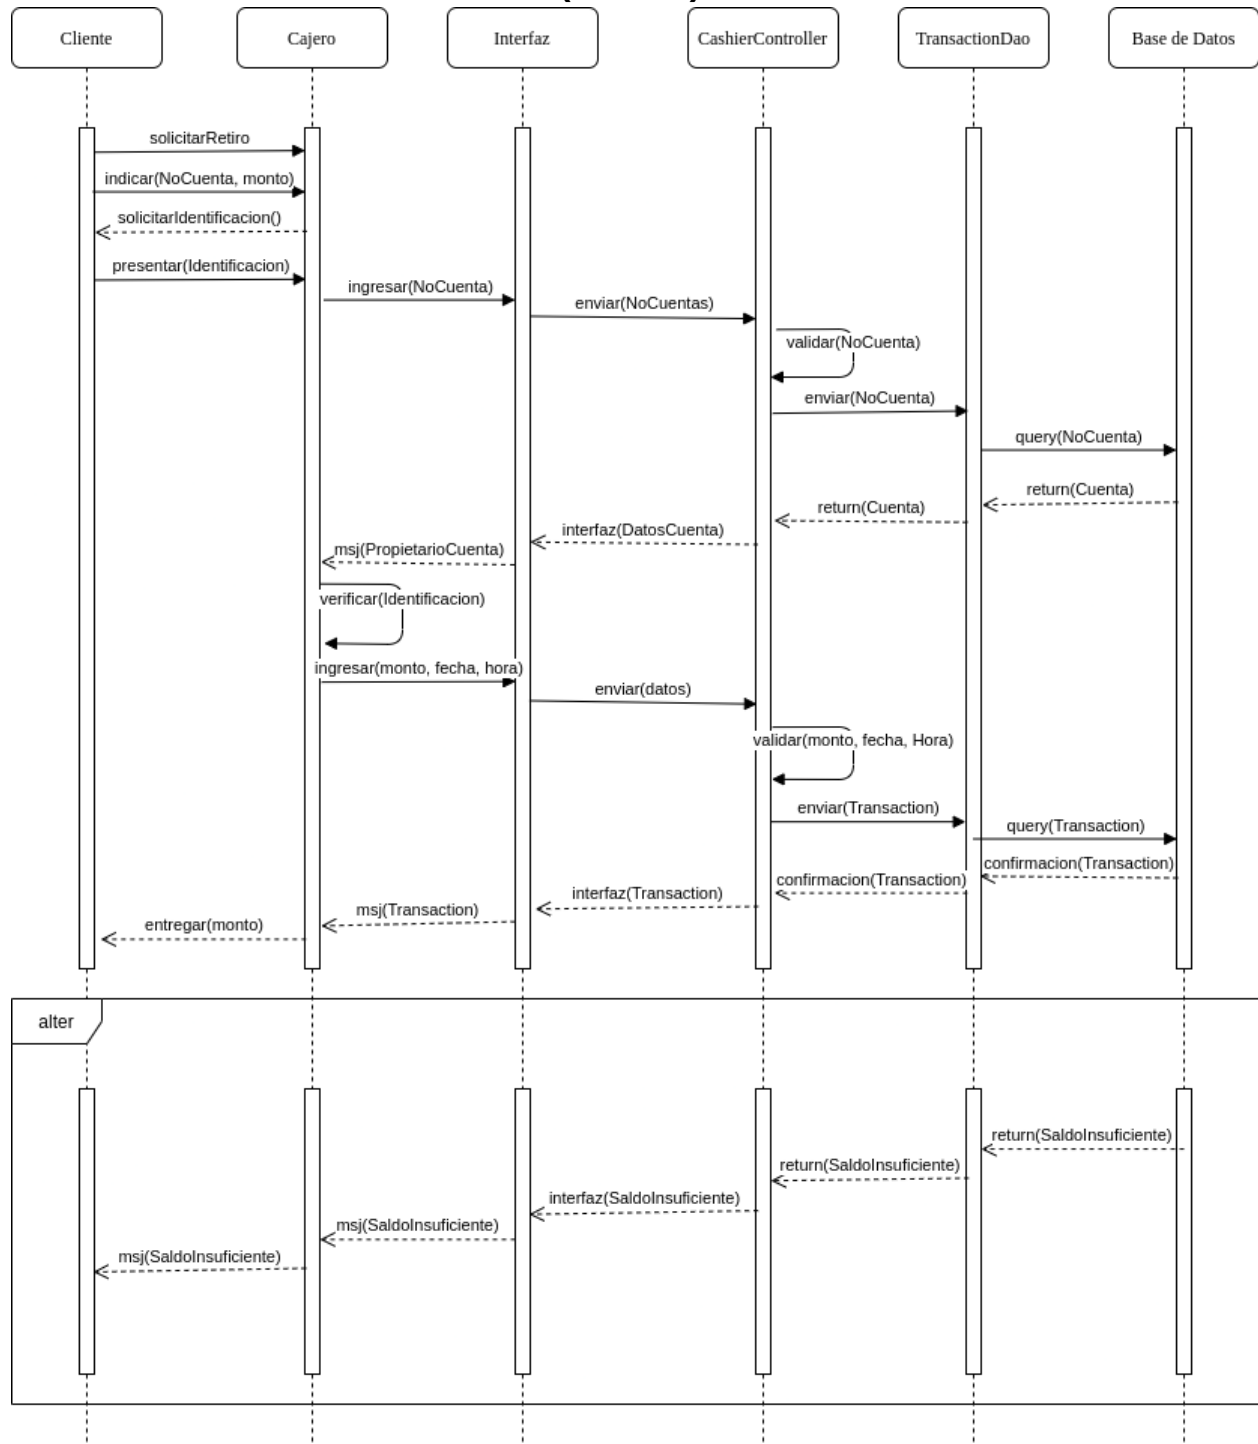 Cliente
Cajero
Interfaz
CashierController
TransactionDao
Base de Datos
solicitarRetiro
indicar(NoCuenta, monto)
solicitarIdentificacion()
presentar(Identificacion)
ingresar(NoCuenta)
enviar(NoCuentas)
validar(NoCuenta)
enviar(NoCuenta)
query(NoCuenta)
return(Cuenta)
return(Cuenta)
interfaz(DatosCuenta)
msj(PropietarioCuenta)
verificar(Identificacion)
ingresar(monto, fecha, hora)
enviar(datos)
validar(monto, fecha, Hora)
enviar(Transaction)
query(Transaction)
confirmacion(Transaction)
confirmacion(Transaction)
interfaz(Transaction)
msj(Transaction)
entregar(monto)
alter
return(SaldoInsuficiente)
return(SaldoInsuficiente)
interfaz(SaldoInsuficiente)
msj(SaldoInsuficiente)
msj(SaldoInsuficiente)